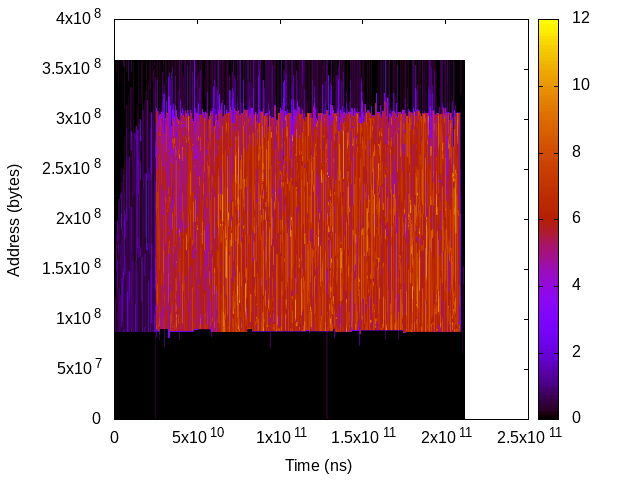 4x10^8
3.5x10^8
3x10^8
2.5x10^8
2x10^8
1.5x10^8
1x10^8
5x10^7
0
Address (bytes)
0
5x10^10
1x10^11
1.5x10^11
2x10^11
2.5x10^11
Time (ns)
12
10
8
6
4
2
0